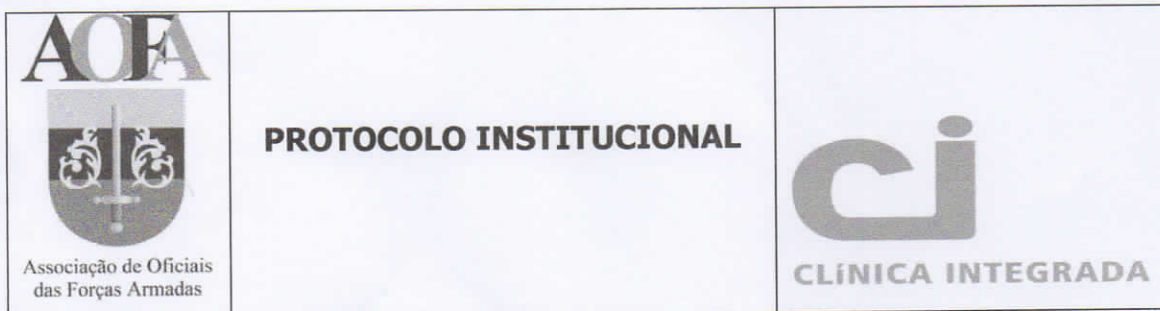 AOFA
Associação de Oficiais
das Forças Armadas
PROTOCOLO INSTITUCIONAL
ci
CLíNICA INTEGRADA